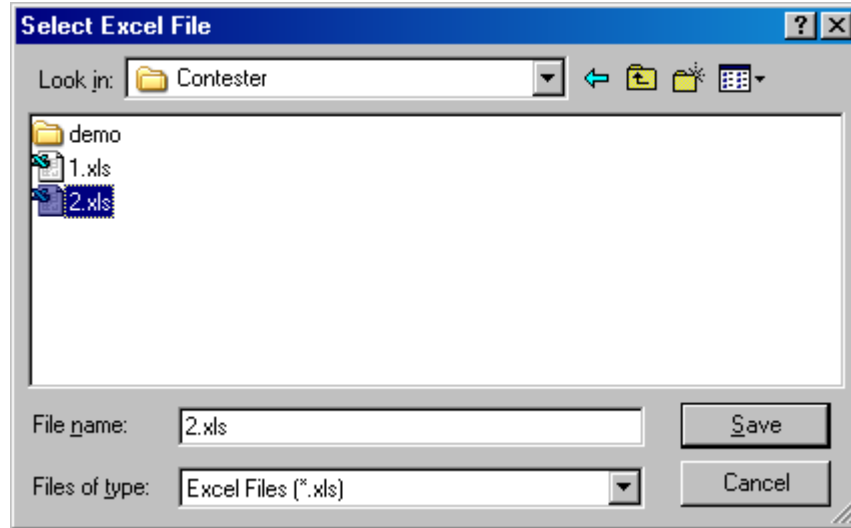 Select Excel File
Look in: Contester
demo
1.xls
2.xls
File name: 2.xls Save
Files of type: Excel Files (*.xls) Cancel